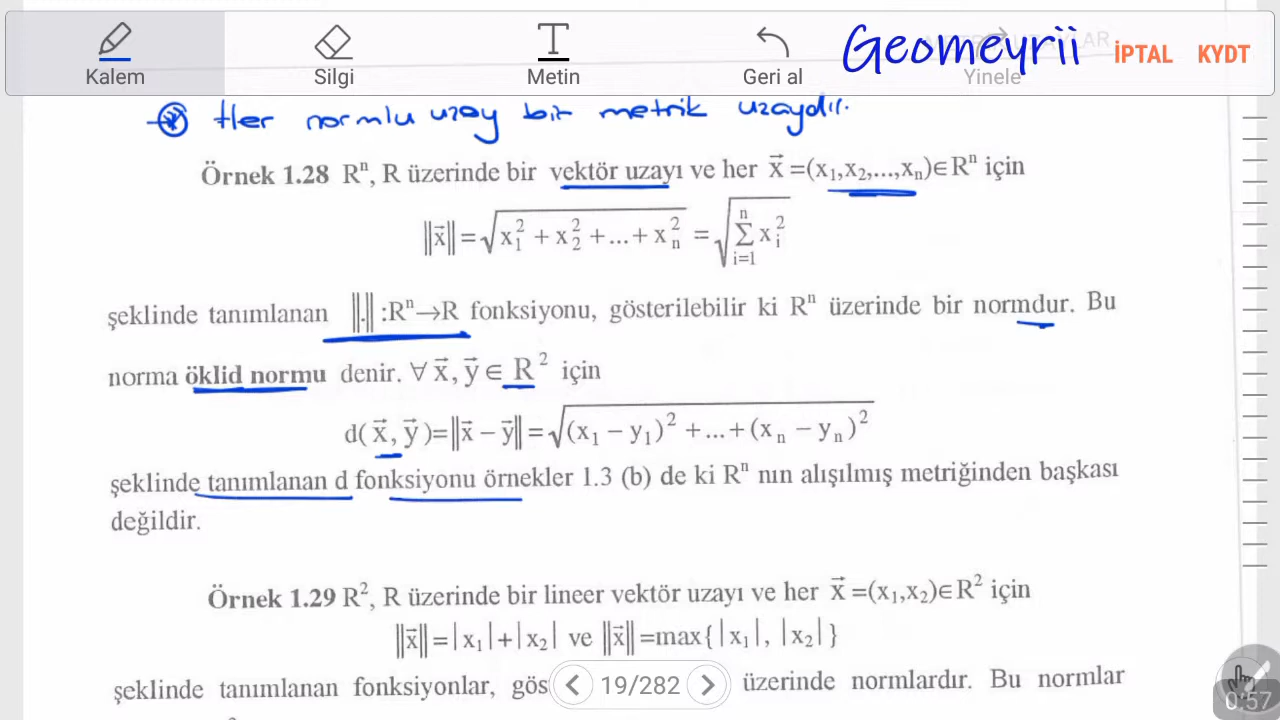 Kalem Silgi Metin Geri al Yinele Geomeyrii İPTAL KYDT
Her normlu uzay bir metrik uzaydır.
Örnek 1.28 Rⁿ, R üzerinde bir vektör uzayı ve her x⃗ =(x₁,x₂,...,xₙ)∈Rⁿ için
‖x⃗‖=√(x₁² + x₂² +...+ xₙ²) = √(∑ᵢ₌₁ⁿ xᵢ²)
şeklinde tanımlanan ‖.‖ :Rⁿ→R fonksiyonu, gösterilebilir ki Rⁿ üzerinde bir normdur. Bu
norma öklid normu denir. ∀ x⃗, y⃗ ∈ R² için
d( x⃗, y⃗ )=‖x⃗ − y⃗‖ =√((x₁ − y₁)² +...+(xₙ − yₙ)²)
şeklinde tanımlanan d fonksiyonu örnekler 1.3 (b) de ki Rⁿ nın alışılmış metriğinden başkası
değildir.
Örnek 1.29 R², R üzerinde bir lineer vektör uzayı ve her x⃗ =(x₁,x₂)∈R² için
‖x⃗‖=|x₁|+|x₂| ve ‖x⃗‖=max{|x₁|, |x₂|}
şeklinde tanımlanan fonksiyonlar, üzerinde normlardır. Bu normlar
19/282
0:57